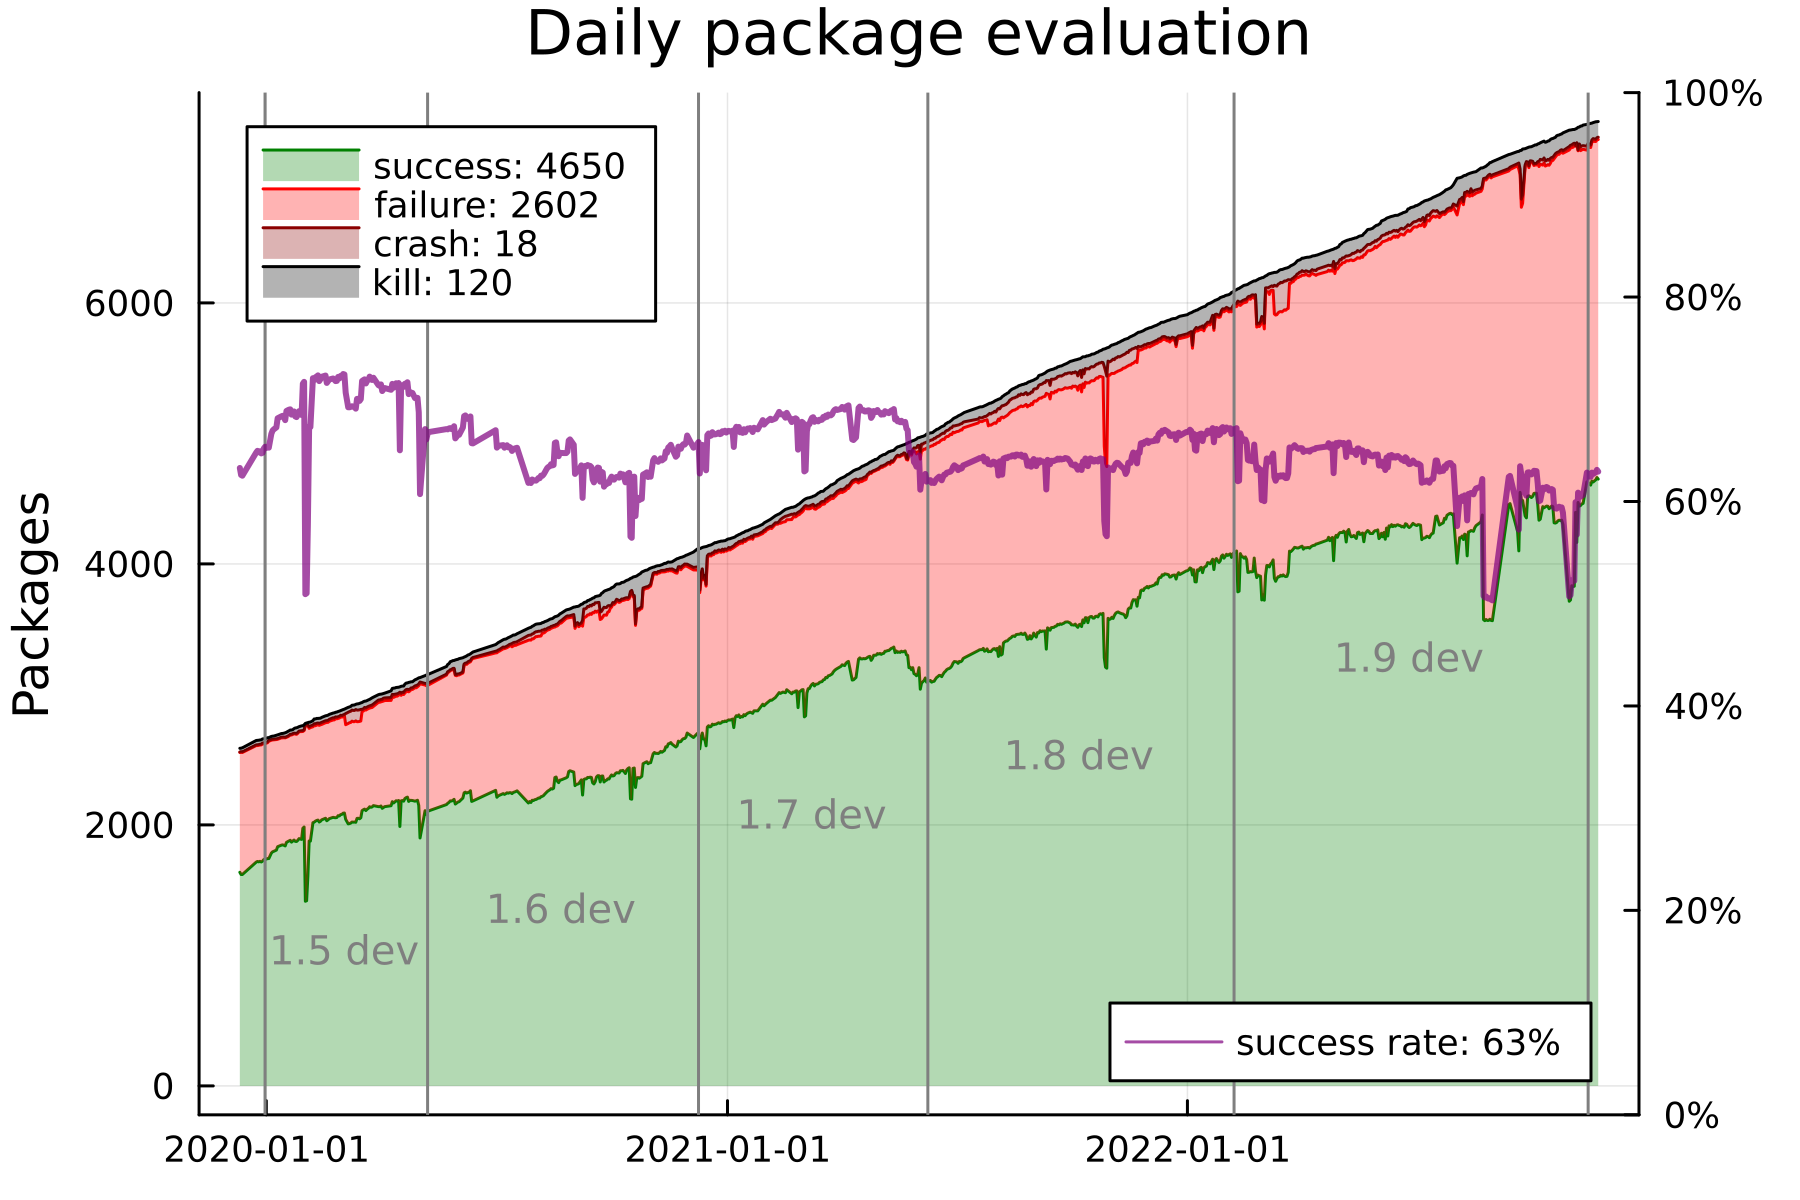 Daily package evaluation
success: 4650
failure: 2602
crash: 18
kill: 120
Packages
6000
4000
2000
0
100%
80%
60%
40%
20%
0%
1.5 dev
1.6 dev
1.7 dev
1.8 dev
1.9 dev
success rate: 63%
2020-01-01
2021-01-01
2022-01-01